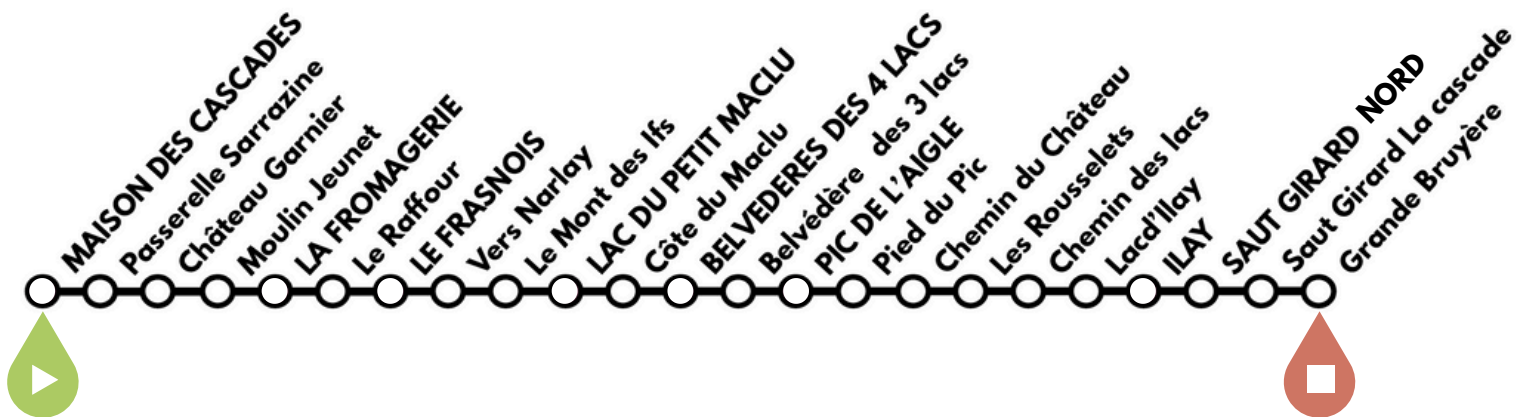 MAISON DES CASCADES
Passerelle Sarrazine
Château Garnier
Moulin Jeunet
LA FROMAGERIE
Le Raffour
LE FRASNOIS
Vers Narlay
Le Mont des Ifs
LAC DU PETIT MACLU
Côte du Maclu
BELVEDERES DES 4 LACS
Belvédère des 3 lacs
PIC DE L'AIGLE
Pied du Pic
Chemin du Château
Les Rousselets
Chemin des lacs
Lacd'Ilay
ILAY
SAUT GIRARD NORD
Saut Girard La cascade
Grande Bruyère